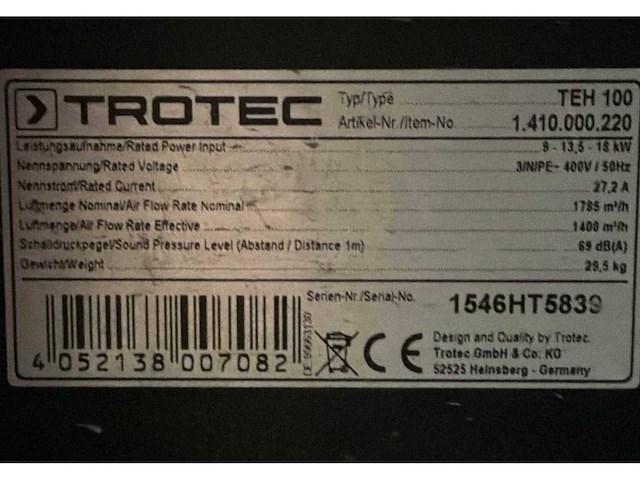 TROTEC
Typ/Type TEH 100
Artikel-Nr./Item-No. 1.410.000.220
Leistungsaufnahme/Rated Power Input 9 - 13,5 - 18 kW
Nennspannung/Rated Voltage 3/N/PE~ 400V / 50Hz
Nennstrom/Rated Current 27,2 A
Luftmenge Nominal/Air Flow Rate Nominal 1785 m³/h
Luftmenge/Air Flow Rate Effective 1400 m³/h
Schalldruckpegel/Sound Pressure Level (Abstand / Distance 1m) 69 dB(A)
Gewicht/Weight 29,5 kg
Serien-Nr./Serial-No. 1546HT5839
4 052138 007082
CE
Design and Quality by Trotec.
Trotec GmbH & Co. KG
52525 Heinsberg - Germany